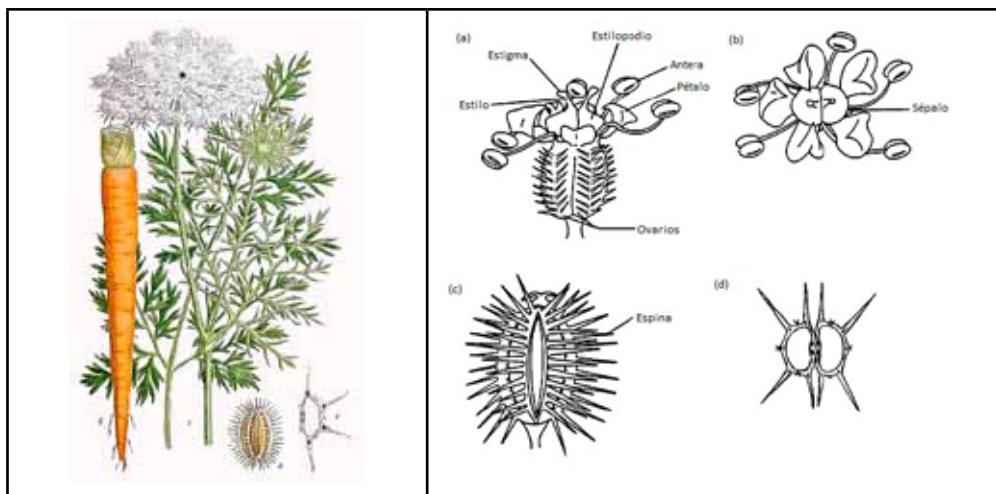 (a)
Estilopodio
(b)
Estigma
Antera
Pétalo
Estilo
Sépalo
Ovarios
(c)
(d)
Espina